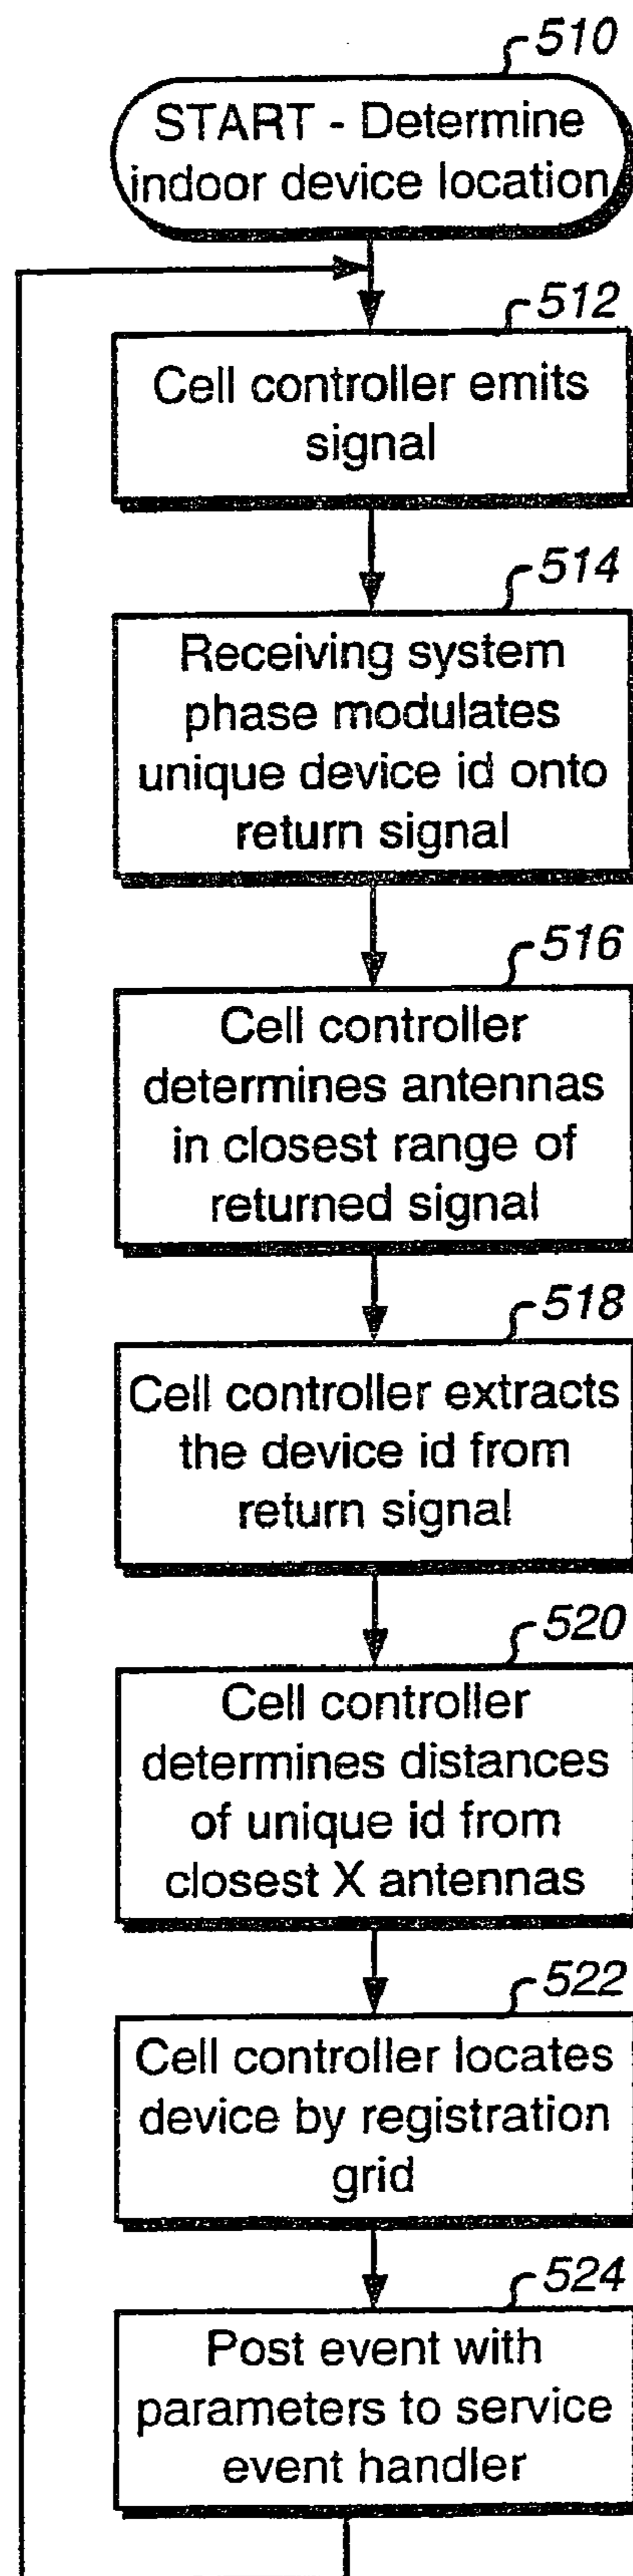 510
START - Determine
indoor device location
512
Cell controller emits
signal
514
Receiving system
phase modulates
unique device id onto
return signal
516
Cell controller
determines antennas
in closest range of
returned signal
518
Cell controller extracts
the device id from
return signal
520
Cell controller
determines distances
of unique id from
closest X antennas
522
Cell controller locates
device by registration
grid
524
Post event with
parameters to service
event handler